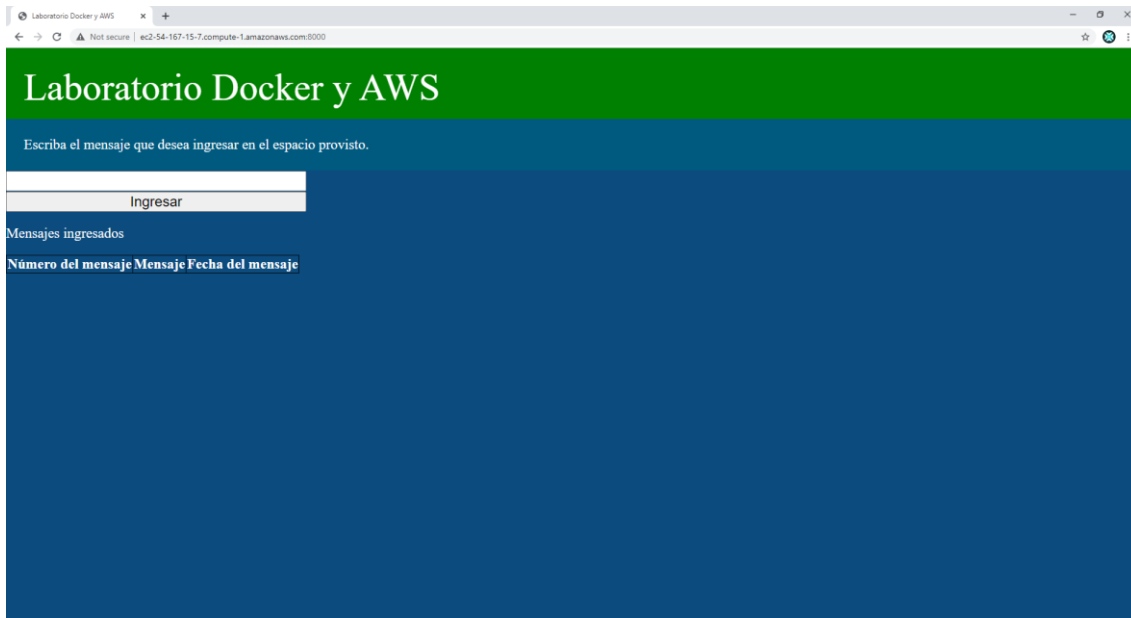 Laboratorio Docker y AWS
Not secure | ec2-54-167-15-7.compute-1.amazonaws.com:8000
Laboratorio Docker y AWS
Escriba el mensaje que desea ingresar en el espacio provisto.
Ingresar
Mensajes ingresados
Número del mensaje Mensaje Fecha del mensaje